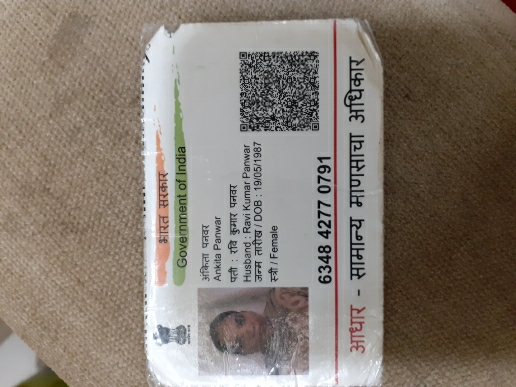 भारत सरकार
Government of India
अंकिता पनवर
Ankita Panwar
पती : रवि कुमार पनवर
Husband : Ravi Kumar Panwar
जन्म तारीख / DOB : 19/05/1987
स्त्री / Female
6348 4277 0791
आधार - सामान्य माणसाचा अधिकार